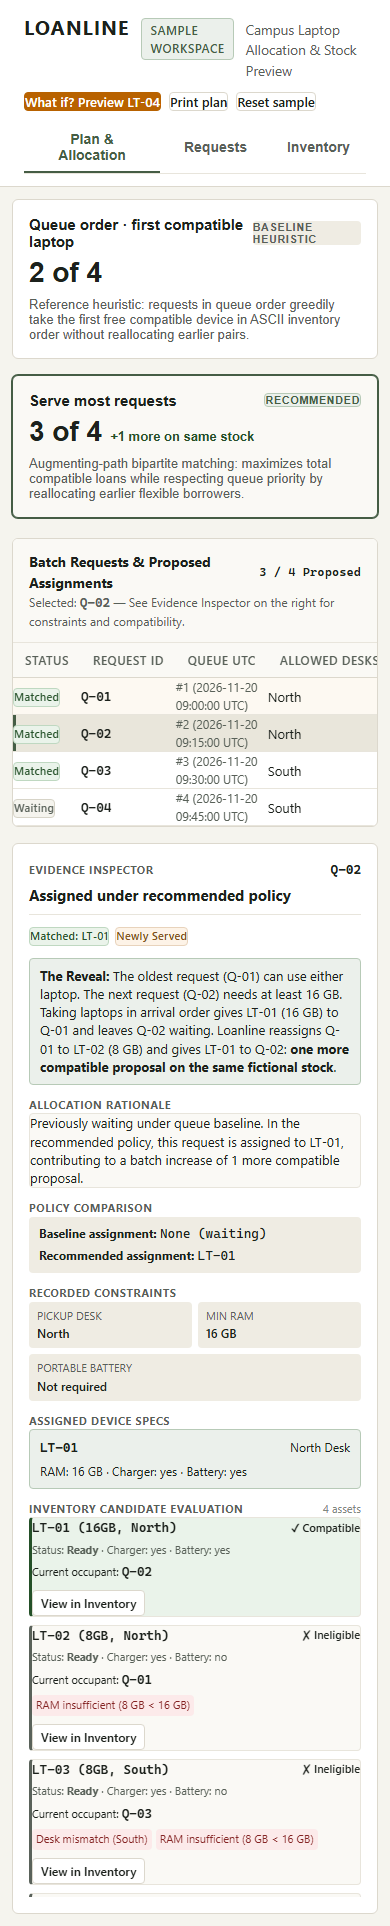 LOANLINE
SAMPLE
WORKSPACE
Campus Laptop
Allocation & Stock
Preview
What if? Preview LT-04
Print plan
Reset sample
Plan &
Allocation
Requests
Inventory
Queue order · first compatible
laptop
BASELINE
HEURISTIC
2 of 4
Reference heuristic: requests in queue order greedily
take the first free compatible device in ASCII inventory
order without reallocating earlier pairs.
Serve most requests
RECOMMENDED
3 of 4 +1 more on same stock
Augmenting-path bipartite matching: maximizes total
compatible loans while respecting queue priority by
reallocating earlier flexible borrowers.
Batch Requests & Proposed
Assignments
3 / 4 Proposed
Selected: Q-02 — See Evidence Inspector on the right for
constraints and compatibility.
STATUS REQUEST ID QUEUE UTC ALLOWED DESKS
Matched Q-01 #1 (2026-11-20
09:00:00 UTC) North
Matched Q-02 #2 (2026-11-20
09:15:00 UTC) North
Matched Q-03 #3 (2026-11-20
09:30:00 UTC) South
Waiting Q-04 #4 (2026-11-20
09:45:00 UTC) South
EVIDENCE INSPECTOR Q-02
Assigned under recommended policy
Matched: LT-01 Newly Served
The Reveal: The oldest request (Q-01) can use either
laptop. The next request (Q-02) needs at least 16 GB.
Taking laptops in arrival order gives LT-01 (16 GB) to
Q-01 and leaves Q-02 waiting. Loanline reassigns Q-
01 to LT-02 (8 GB) and gives LT-01 to Q-02: one more
compatible proposal on the same fictional stock.
ALLOCATION RATIONALE
Previously waiting under queue baseline. In the
recommended policy, this request is assigned to LT-01,
contributing to a batch increase of 1 more compatible
proposal.
POLICY COMPARISON
Baseline assignment: None (waiting)
Recommended assignment: LT-01
RECORDED CONSTRAINTS
PICKUP DESK
North
MIN RAM
16 GB
PORTABLE BATTERY
Not required
ASSIGNED DEVICE SPECS
LT-01 North Desk
RAM: 16 GB · Charger: yes · Battery: yes
INVENTORY CANDIDATE EVALUATION 4 assets
LT-01 (16GB, North) ✓ Compatible
Status: Ready · Charger: yes · Battery: yes
Current occupant: Q-02
View in Inventory
LT-02 (8GB, North) ✗ Ineligible
Status: Ready · Charger: yes · Battery: no
Current occupant: Q-01
RAM insufficient (8 GB < 16 GB)
View in Inventory
LT-03 (8GB, South) ✗ Ineligible
Status: Ready · Charger: yes · Battery: no
Current occupant: Q-03
Desk mismatch (South) RAM insufficient (8 GB < 16 GB)
View in Inventory